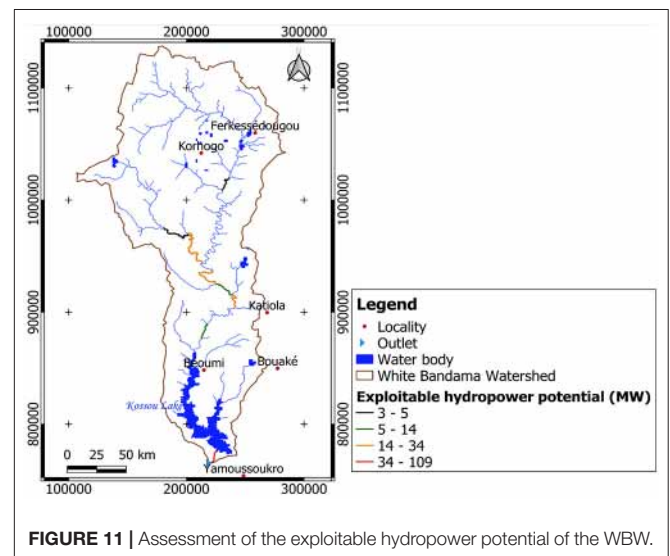 100000 200000 300000
1100000
1100000
Ferkessédougou
Korhogo
1000000
1000000
900000
900000
Katiola
Béoumi
Bouaké
Kossou Lake
800000
800000
0 25 50 km
Yamoussoukro
100000 200000 300000
Legend
Locality
Outlet
Water body
White Bandama Watershed
Exploitable hydropower potential (MW)
3 - 5
5 - 14
14 - 34
34 - 109
FIGURE 11 | Assessment of the exploitable hydropower potential of the WBW.